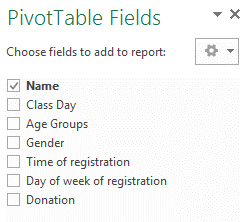 PivotTable Fields
Choose fields to add to report:
Name
Class Day
Age Groups
Gender
Time of registration
Day of week of registration
Donation